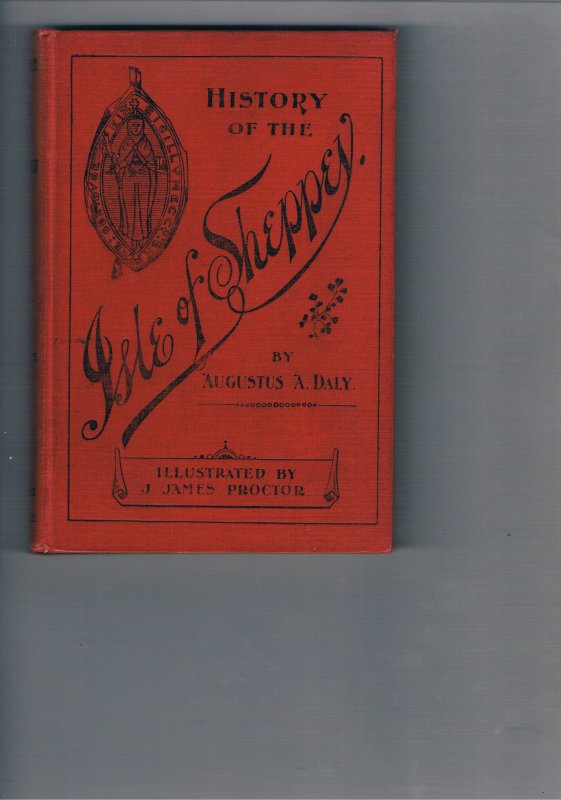 HISTORY
OF THE
Isle of Sheppey.
BY
AUGUSTUS A. DALY.
ILLUSTRATED BY
J. JAMES PROCTOR